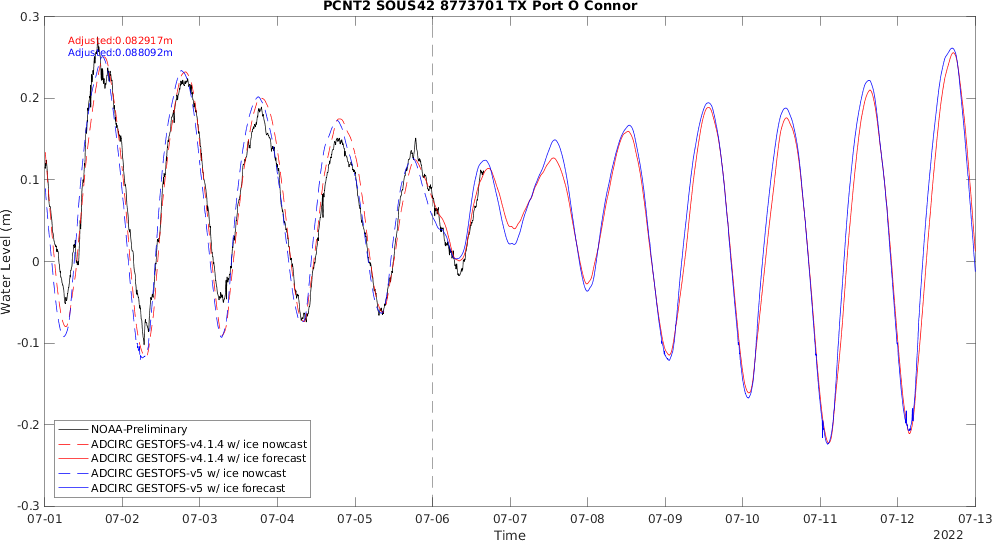 PCNT2 SOUS42 8773701 TX Port O Connor
0.3
0.2
0.1
0
-0.1
-0.2
-0.3
Water Level (m)
Adjusted:0.082917m
Adjusted:0.088092m
NOAA-Preliminary
ADCIRC GESTOFS-v4.1.4 w/ ice nowcast
ADCIRC GESTOFS-v4.1.4 w/ ice forecast
ADCIRC GESTOFS-v5 w/ ice nowcast
ADCIRC GESTOFS-v5 w/ ice forecast
07-01 07-02 07-03 07-04 07-05 07-06 07-07 07-08 07-09 07-10 07-11 07-12 07-13
Time
2022